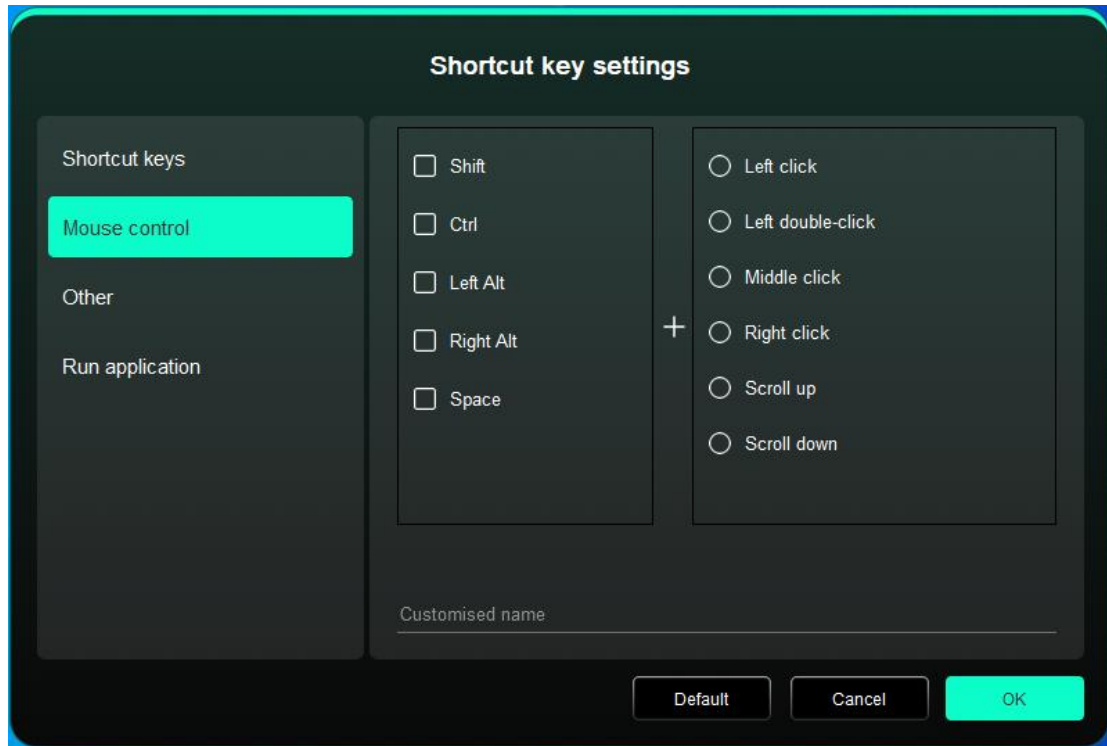 Shortcut key settings
Shortcut keys
Mouse control
Other
Run application
Shift
Ctrl
Left Alt
Right Alt
Space
+
Left click
Left double-click
Middle click
Right click
Scroll up
Scroll down
Customised name
Default
Cancel
OK